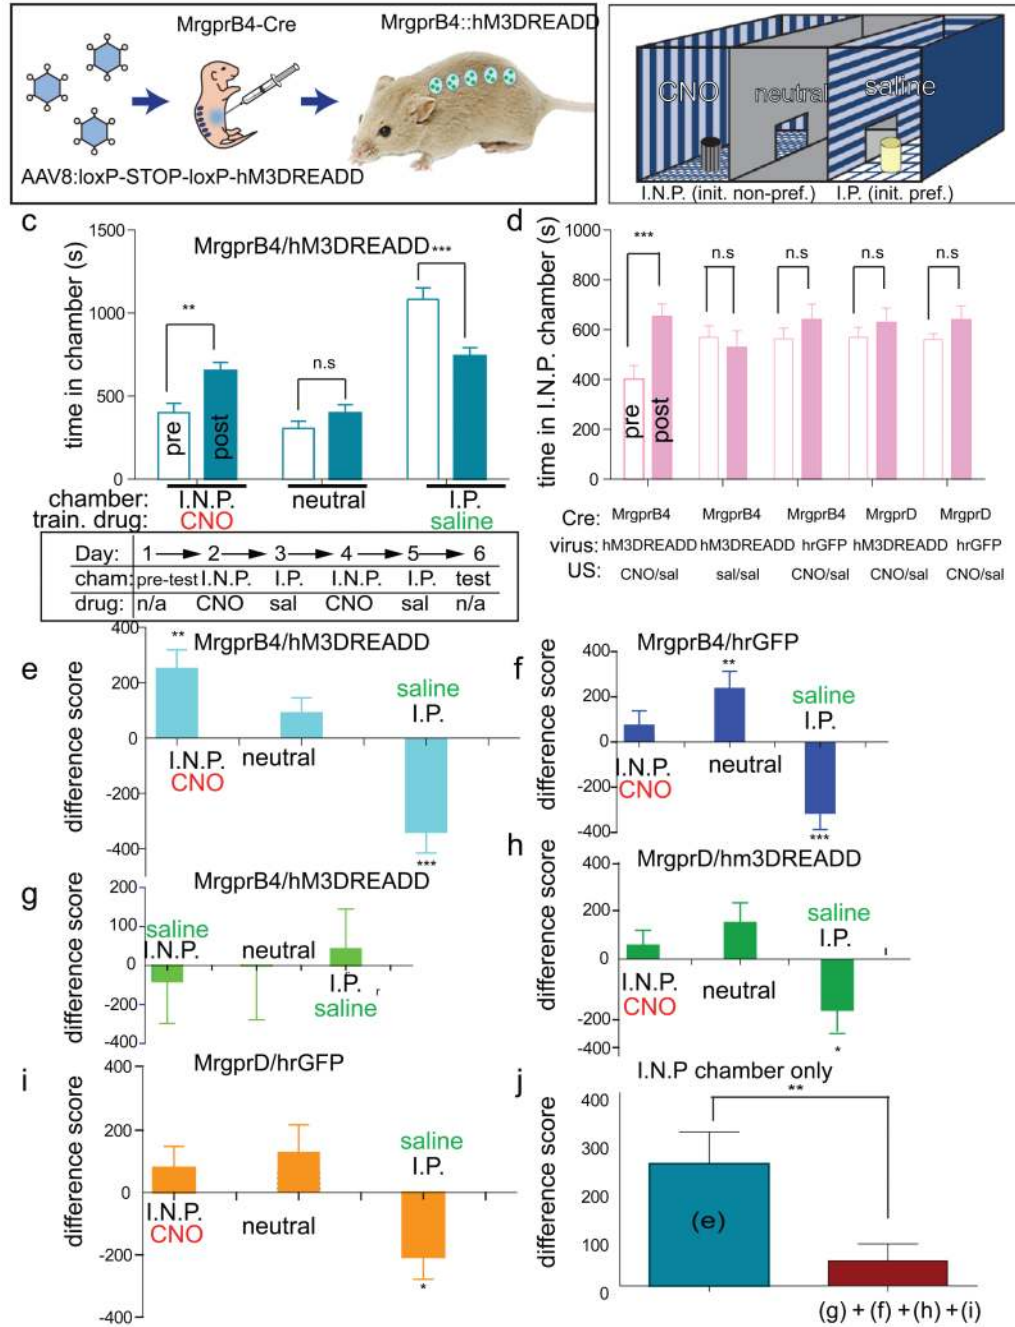 MrgprB4-Cre
MrgprB4::hM3DREADD
AAV8:loxP-STOP-loxP-hM3DREADD
CNO
neutral
saline
I.N.P. (init. non-pref.)
I.P. (init. pref.)
c
time in chamber (s)
1500
1000
500
0
MrgprB4/hM3DREADD
**
n.s
***
pre
post
chamber:
I.N.P.
neutral
I.P.
train. drug:
CNO
saline
Day: 1 2 3 4 5 6
cham: pre-test I.N.P. I.P. I.N.P. I.P. test
drug: n/a CNO sal CNO sal n/a
d
time in I.N.P. chamber (s)
1000
800
600
400
200
0
***
n.s
n.s
n.s
n.s
pre
post
Cre: MrgprB4 MrgprB4 MrgprB4 MrgprD MrgprD
virus: hM3DREADD hM3DREADD hrGFP hM3DREADD hrGFP
US: CNO/sal sal/sal CNO/sal CNO/sal CNO/sal
e
difference score
400
200
0
-200
-400
MrgprB4/hM3DREADD
**
I.N.P.
CNO
neutral
saline
I.P.
***
f
difference score
400
200
0
-200
-400
MrgprB4/hrGFP
**
I.N.P.
CNO
neutral
saline
I.P.
***
g
difference score
200
100
0
-200
-400
MrgprB4/hM3DREADD
saline
I.N.P.
neutral
I.P.
saline
h
difference score
400
200
0
-200
-400
MrgprD/hm3DREADD
I.N.P.
CNO
neutral
saline
I.P.
*
i
difference score
400
200
0
-200
-400
MrgprD/hrGFP
I.N.P.
CNO
neutral
saline
I.P.
*
j
difference score
400
300
200
100
0
I.N.P chamber only
**
(e)
(g) + (f) + (h) + (i)